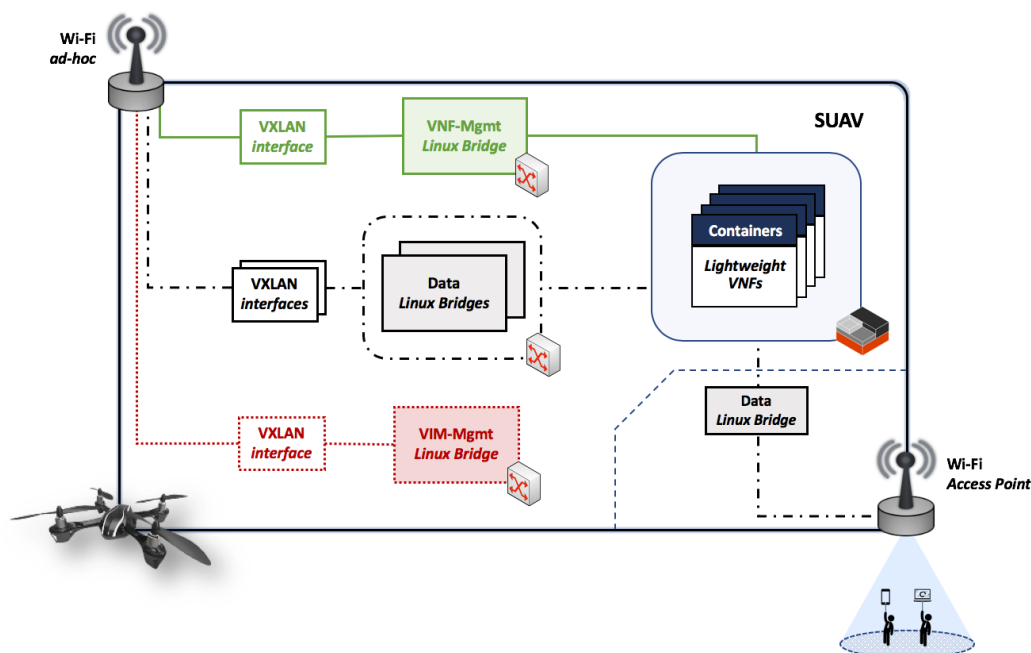 Wi-Fi
ad-hoc
SUAV
VXLAN
interface
VNF-Mgmt
Linux Bridge
Containers
Lightweight
VNFs
VXLAN
interfaces
Data
Linux Bridges
Data
Linux Bridge
VXLAN
interface
VIM-Mgmt
Linux Bridge
Wi-Fi
Access Point